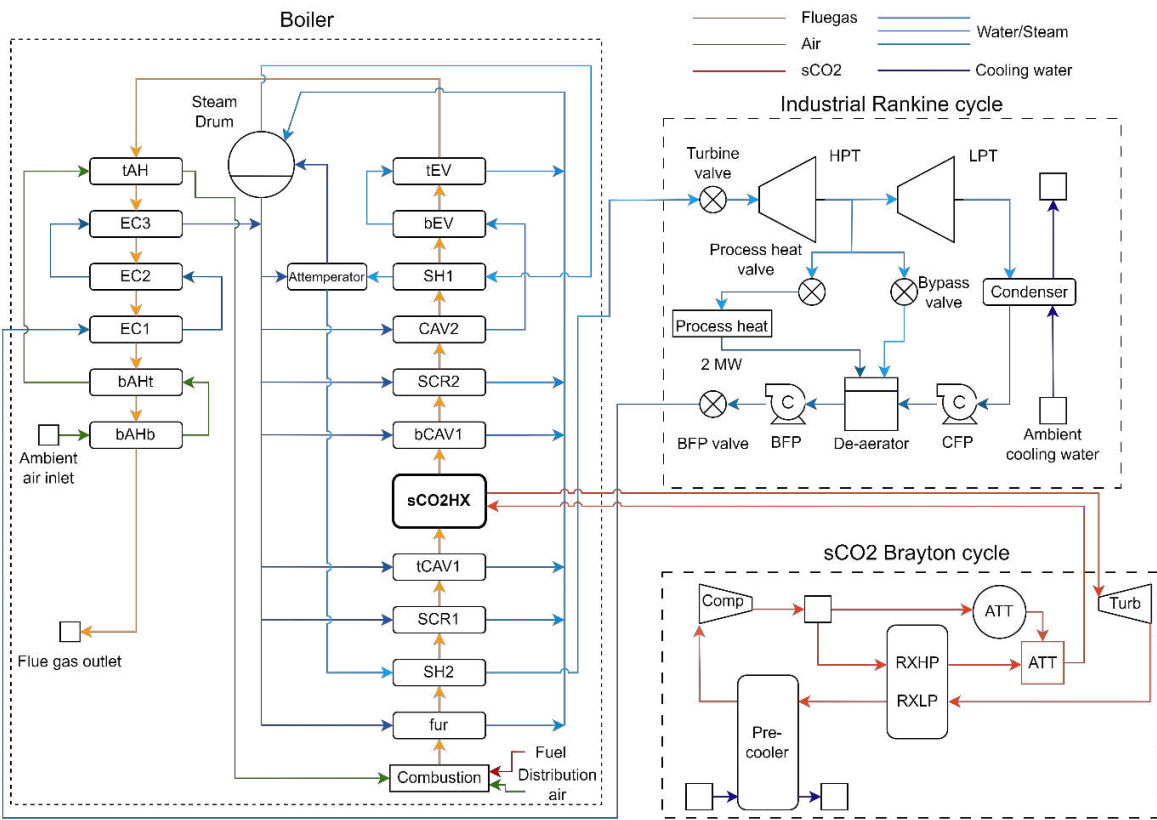 Boiler
Fluegas
Air
sCO2
Water/Steam
Cooling water
Steam
Drum
tAH
EC3
EC2
EC1
bAHt
bAHb
Ambient
air inlet
Flue gas outlet
Attemperator
tEV
bEV
SH1
CAV2
SCR2
bCAV1
sCO2HX
tCAV1
SCR1
SH2
fur
Combustion
Fuel
Distribution
air
Industrial Rankine cycle
Turbine
valve
HPT
LPT
Process heat
valve
Bypass
valve
Condenser
Process heat
2 MW
C
C
BFP valve
BFP
De-aerator
CFP
Ambient
cooling water
sCO2 Brayton cycle
Comp
ATT
Turb
RXHP
ATT
RXLP
Pre-
cooler